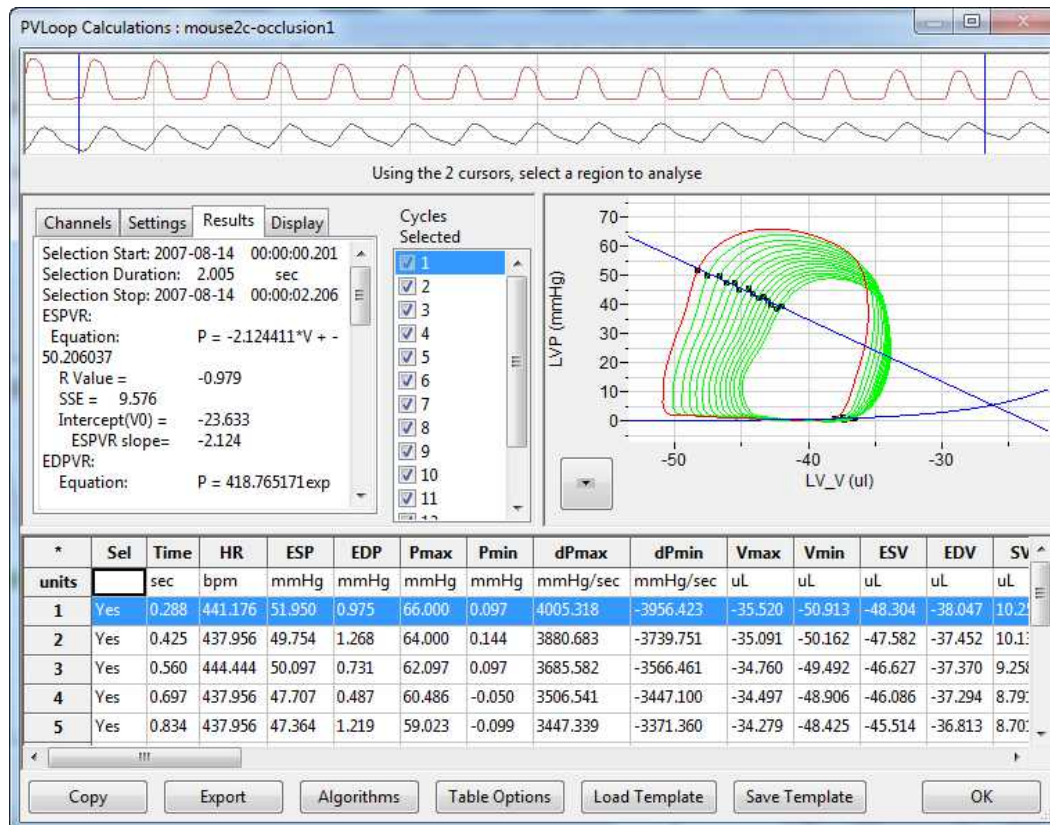 PVLoop Calculations : mouse2c-occlusion1
Using the 2 cursors, select a region to analyse
Channels Settings Results Display
Selection Start: 2007-08-14 00:00:00.201
Selection Duration: 2.005 sec
Selection Stop: 2007-08-14 00:00:02.206
ESPVR:
Equation: P = -2.124411*V + -
50.206037
R Value = -0.979
SSE = 9.576
Intercept(V0) = -23.633
ESPVR slope= -2.124
EDPVR:
Equation: P = 418.765171exp
Cycles
Selected
1
2
3
4
5
6
7
8
9
10
11
70
60
50
40
30
20
10
0
LVP (mmHg)
-50 -40 -30
LV_V (ul)
* Sel Time HR ESP EDP Pmax Pmin dPmax dPmin Vmax Vmin ESV EDV SV
units sec bpm mmHg mmHg mmHg mmHg mmHg/sec mmHg/sec uL uL uL uL uL
1 Yes 0.288 441.176 51.950 0.975 66.000 0.097 4005.318 -3956.423 -35.520 -50.913 -48.304 -38.047
2 Yes 0.425 437.956 49.754 1.268 64.000 0.144 3880.683 -3739.751 -35.091 -50.162 -47.582 -37.452
3 Yes 0.560 444.444 50.097 0.731 62.097 0.097 3685.582 -3566.461 -34.760 -49.492 -46.627 -37.370 9.258
4 Yes 0.697 437.956 47.707 0.487 60.486 -0.050 3506.541 -3447.100 -34.497 -48.906 -46.086 -37.294
5 Yes 0.834 437.956 47.364 1.219 59.023 -0.099 3447.339 -3371.360 -34.279 -48.425 -45.514 -36.813
Copy Export Algorithms Table Options Load Template Save Template OK